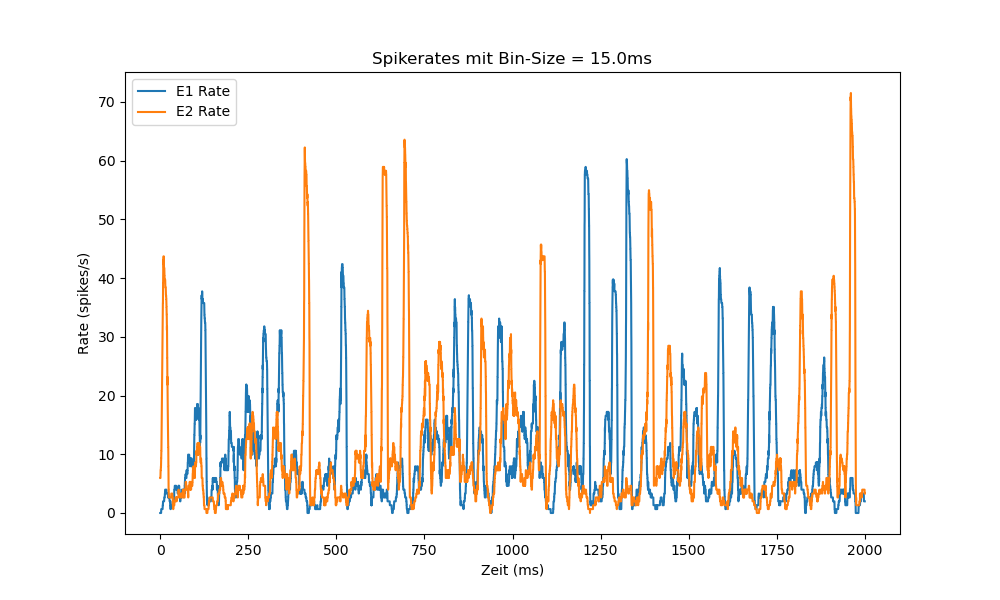 Spikerates mit Bin-Size = 15.0ms
E1 Rate
E2 Rate
Rate (spikes/s)
70
60
50
40
30
20
10
0
0 250 500 750 1000 1250 1500 1750 2000
Zeit (ms)